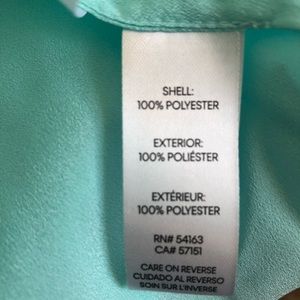 SHELL:
100% POLYESTER
EXTERIOR:
100% POLIÉSTER
EXTÉRIEUR:
100% POLYESTER
RN# 54163
CA# 57151
CARE ON REVERSE
CUIDADO AL REVERSO
SOIN SUR L'INVERSE